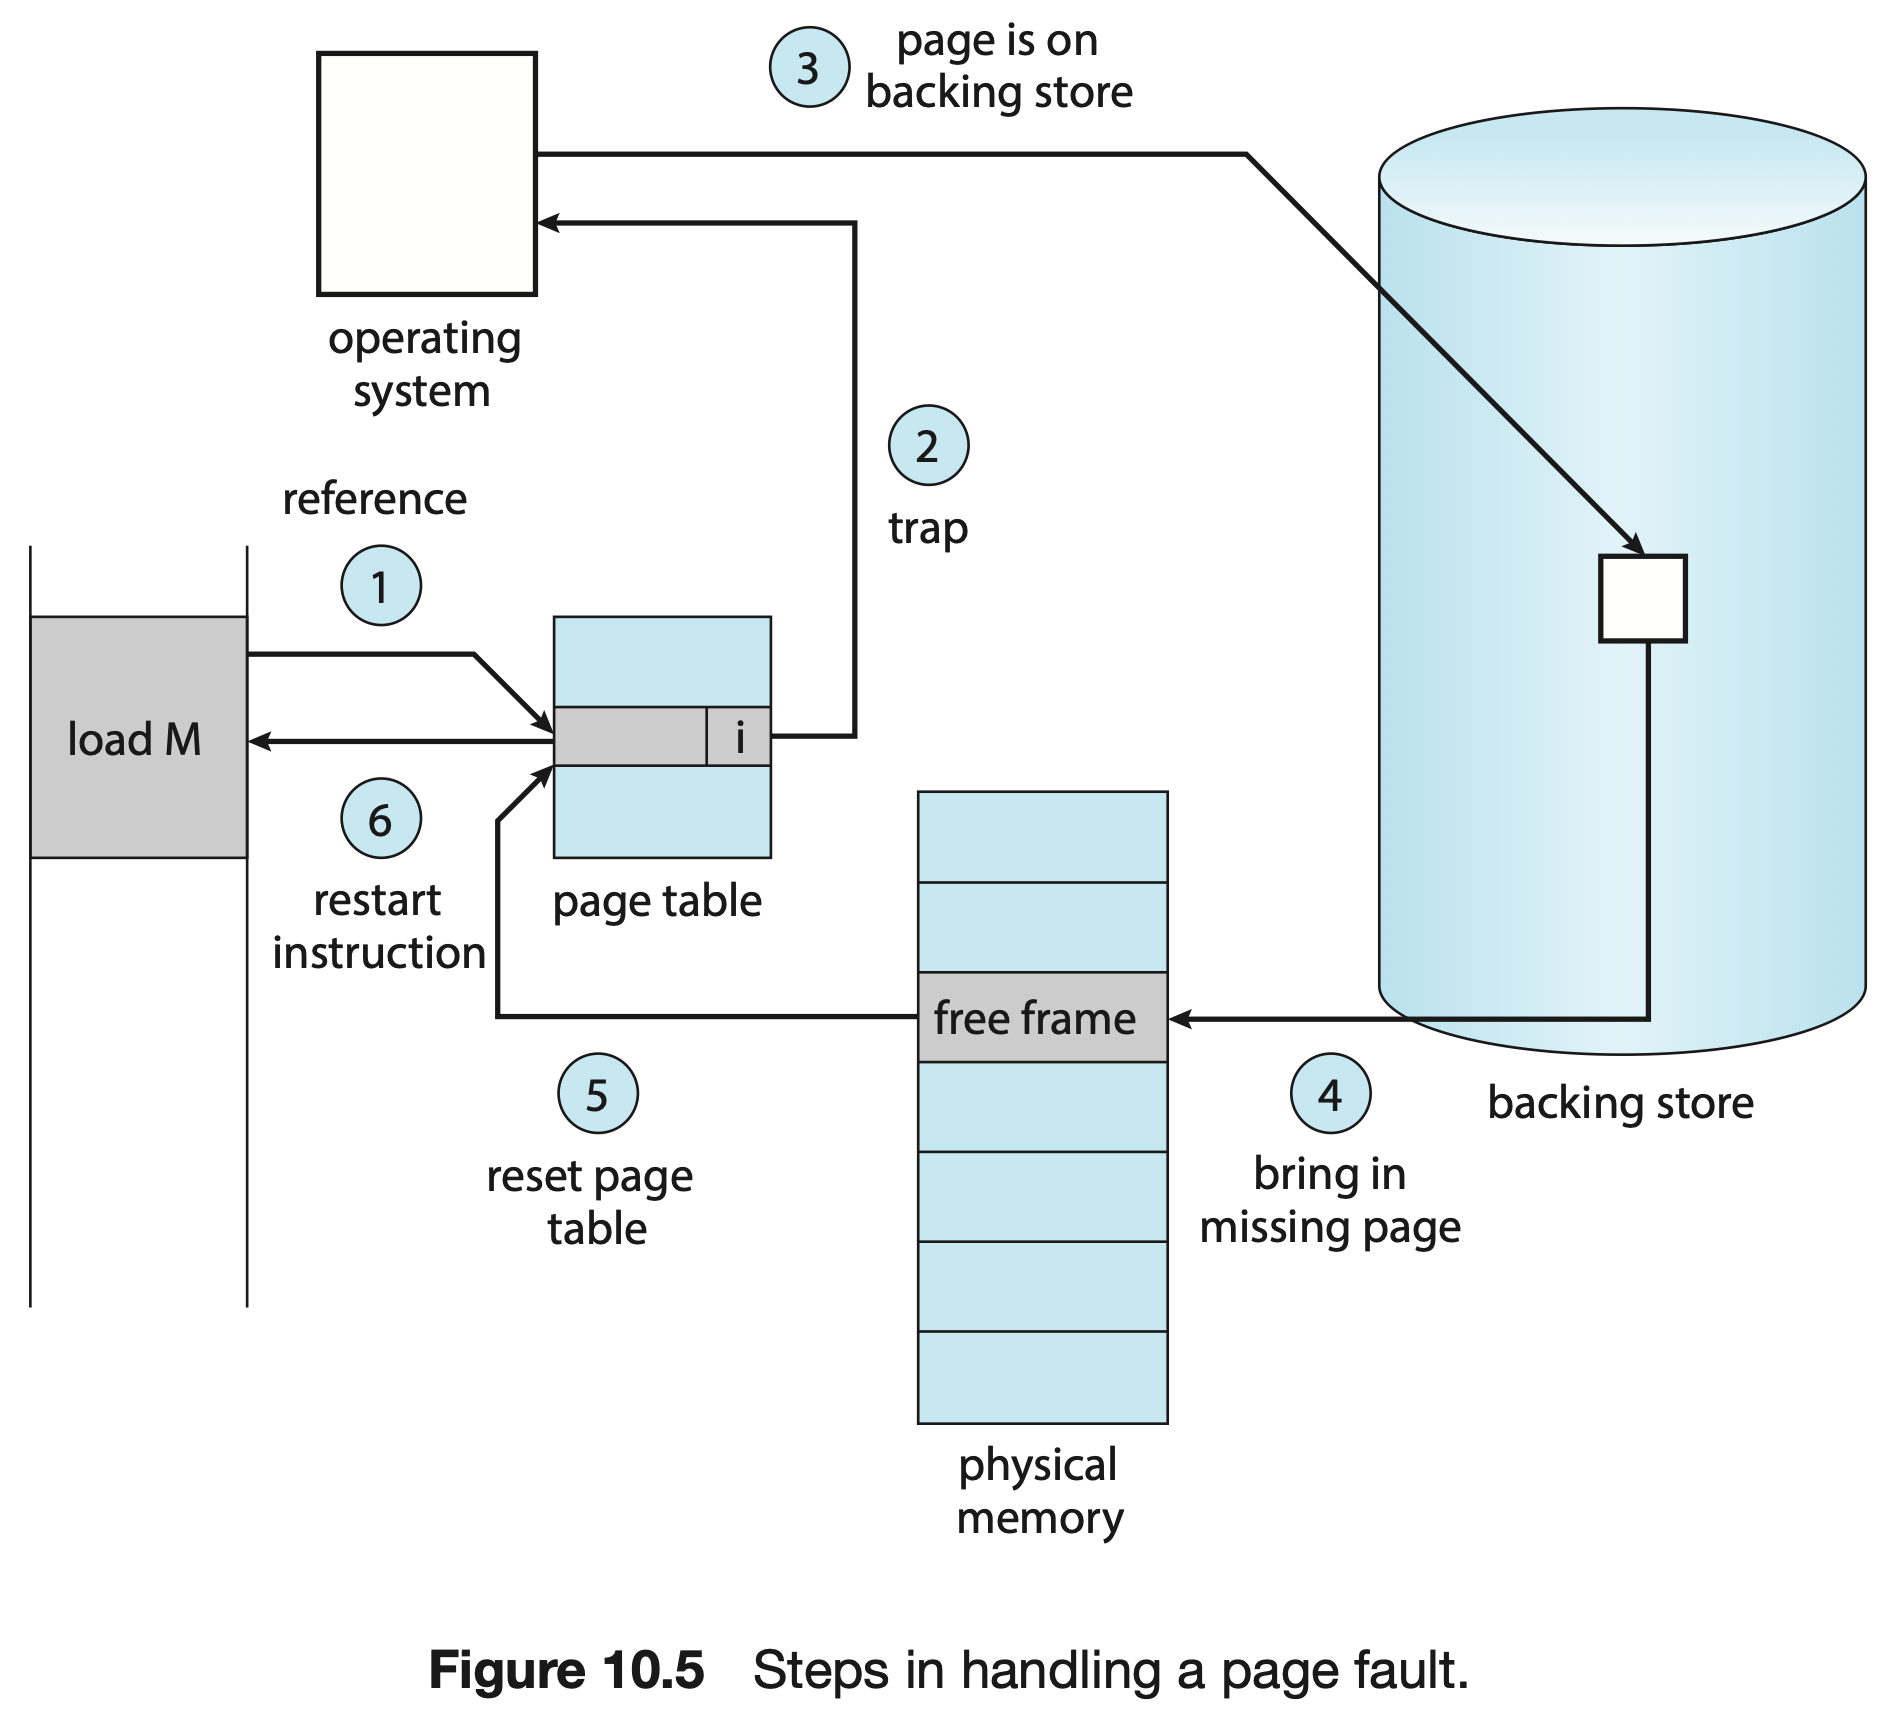 3
page is on
backing store
operating
system
2
trap
reference
1
load M
i
6
restart
instruction
page table
free frame
5
reset page
table
4
bring in
missing page
backing store
physical
memory
Figure 10.5 Steps in handling a page fault.